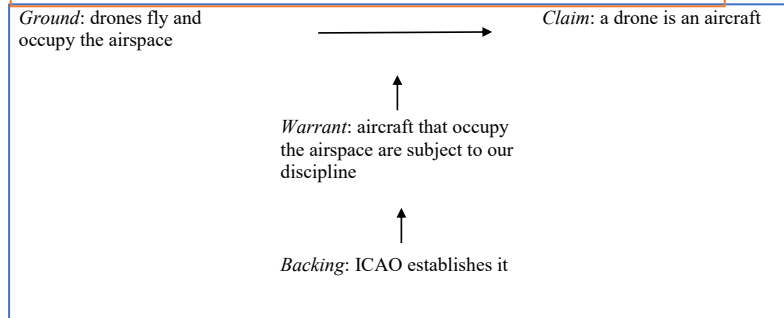 Ground: drones fly and
occupy the airspace
Claim: a drone is an aircraft
Warrant: aircraft that occupy
the airspace are subject to our
discipline
Backing: ICAO establishes it